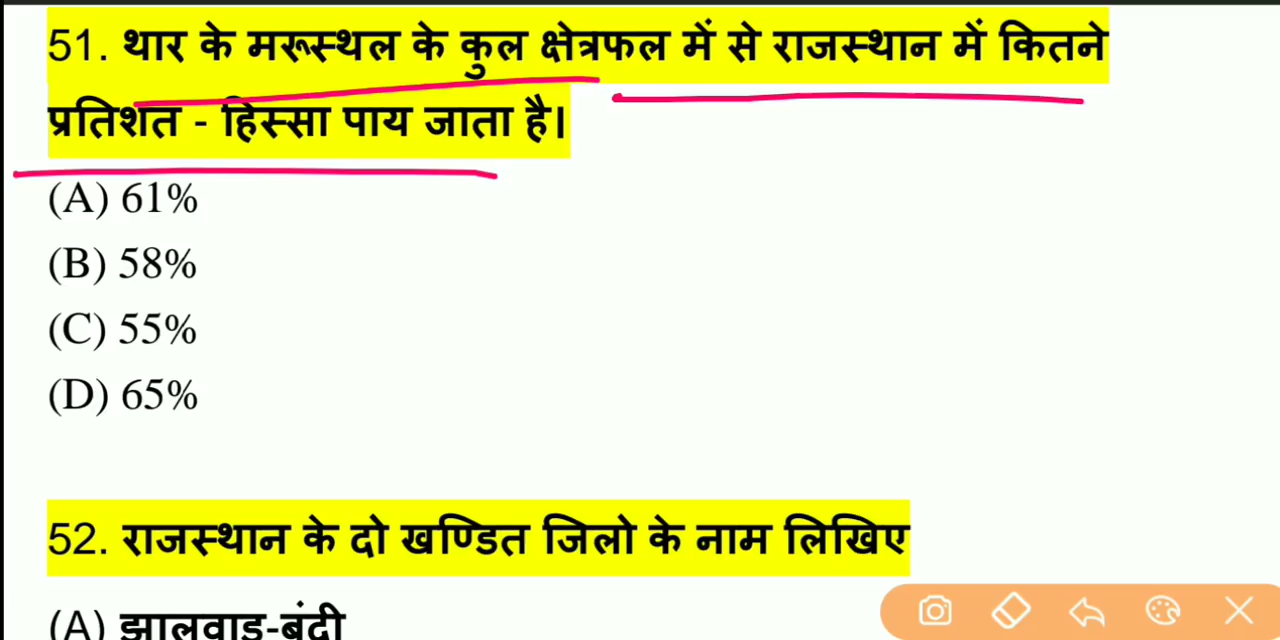 51. थार के मरूस्थल के कुल क्षेत्रफल में से राजस्थान में कितने
प्रतिशत - हिस्सा पाय जाता है।
(A) 61%
(B) 58%
(C) 55%
(D) 65%
52. राजस्थान के दो खण्डित जिलो के नाम लिखिए
(A) झालवाड-बूंदी